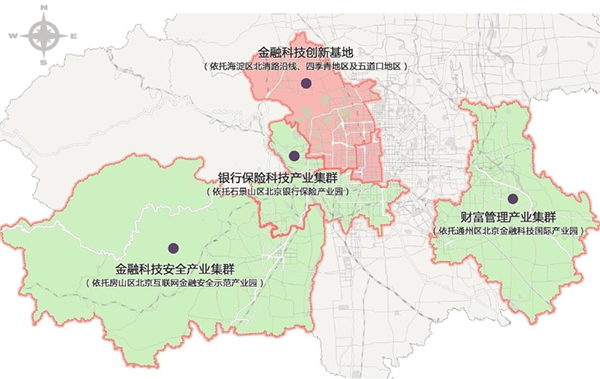 N
W
E
S
金融科技创新基地
（依托海淀区北清路沿线、四季青地区及五道口地区）
银行保险科技产业集群
（依托石景山区北京银行保险产业园）
财富管理产业集群
（依托通州区北京金融科技国际产业园）
金融科技安全产业集群
（依托房山区北京互联网金融安全示范产业园）